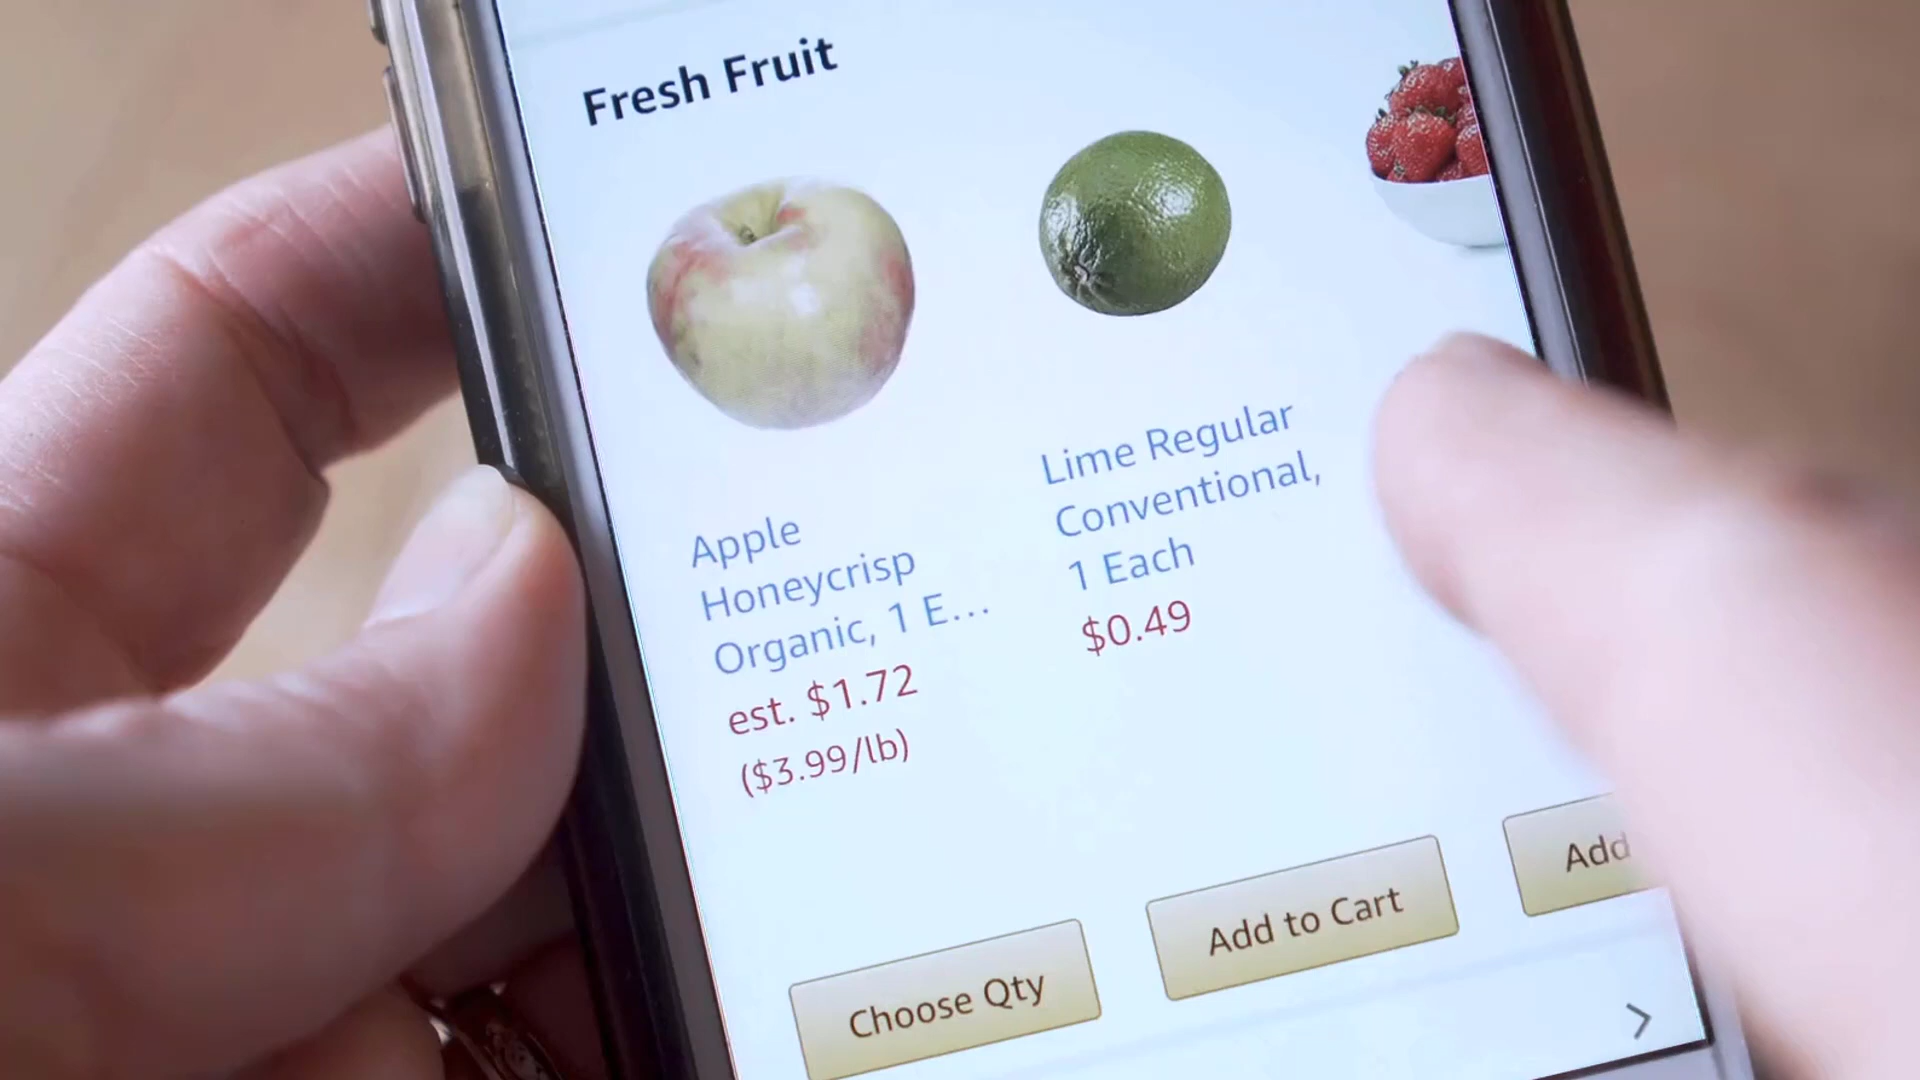 Fresh Fruit
Apple
Honeycrisp
Organic, 1 E...
est. $1.72
($3.99/lb)
Choose Qty
Lime Regular
Conventional,
1 Each
$0.49
Add to Cart
Add